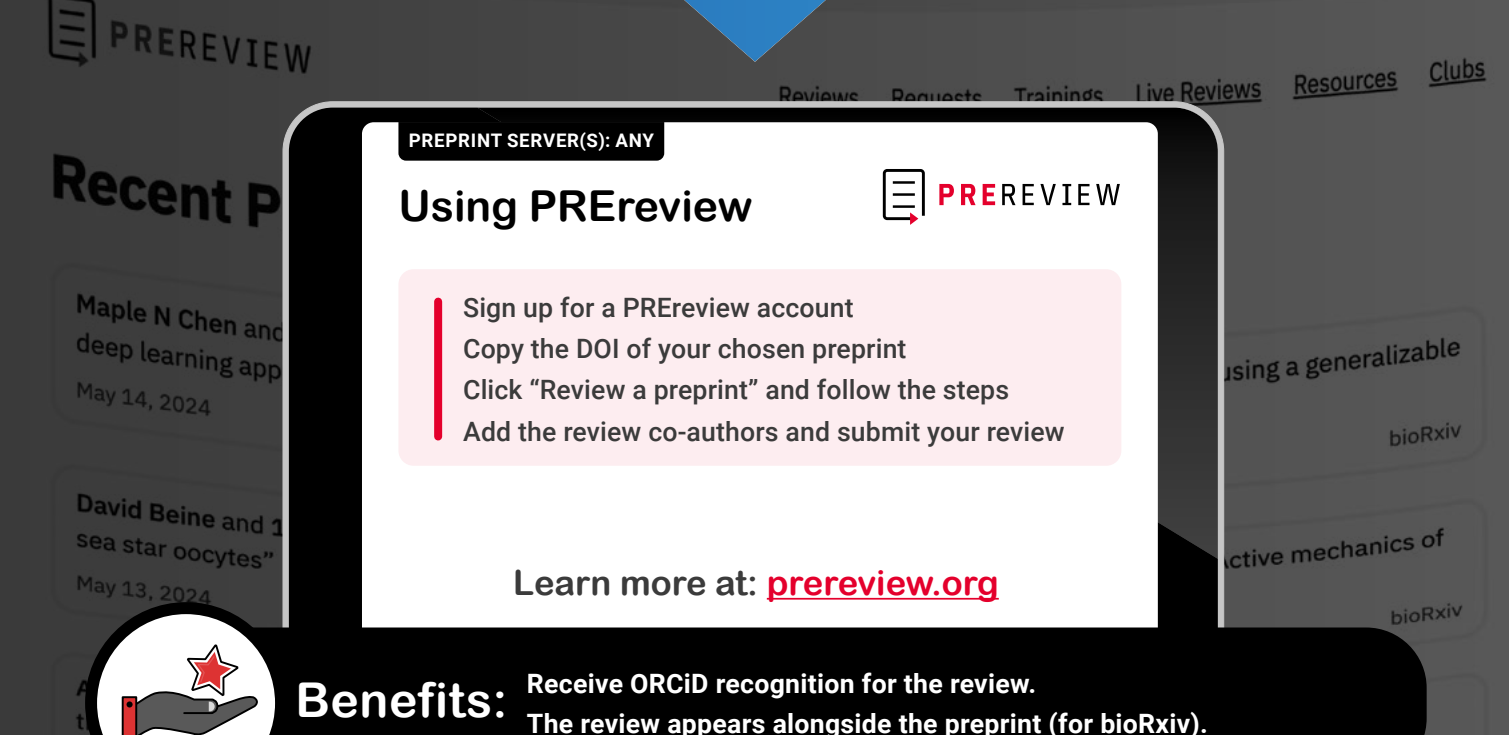 PREREVIEW
Reviews Requests Trainings Live Reviews Resources Clubs
Recent P
Maple N Chen and
deep learning app
May 14, 2024
using a generalizable
bioRxiv
David Beine and 1
sea star oocytes”
May 13, 2024
Active mechanics of
bioRxiv
PREPRINT SERVER(S): ANY
Using PREreview
PREREVIEW
Sign up for a PREreview account
Copy the DOI of your chosen preprint
Click “Review a preprint” and follow the steps
Add the review co-authors and submit your review
Learn more at: prereview.org
Benefits:
Receive ORCiD recognition for the review.
The review appears alongside the preprint (for bioRxiv).